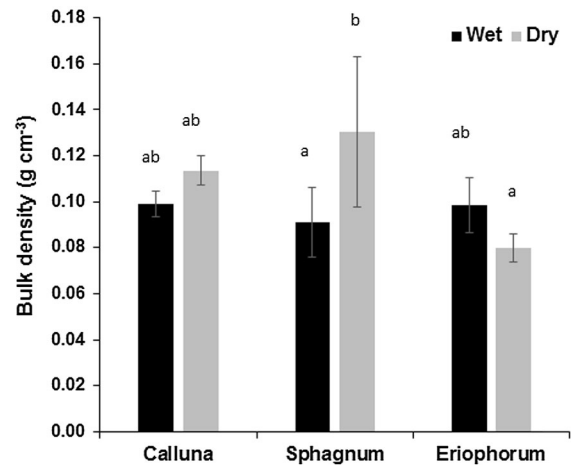 0.18
0.16
0.14
0.12
0.10
0.08
0.06
0.04
0.02
0.00
Bulk density (g cm-3)
Wet Dry
ab
ab
a
b
ab
a
Calluna Sphagnum Eriophorum